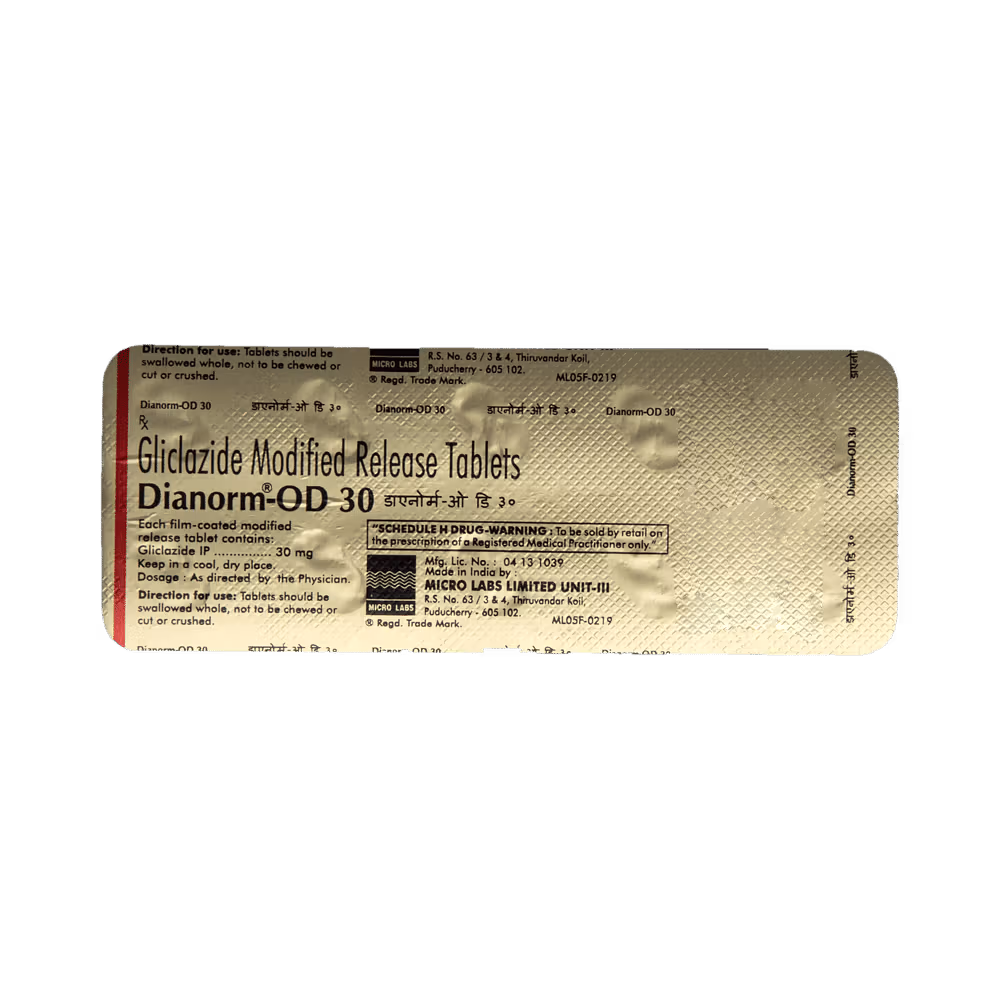 Direction for use: Tablets should be
swallowed whole, not to be chewed or
cut or crushed.
MICRO LABS
R.S. No. 63 / 3 & 4, Thiruvandar Koil,
Puducherry - 605 102.
® Regd. Trade Mark.
ML05F-0219
Dianorm-OD 30 डाएनोर्म-ओ डि ३० Dianorm-OD 30 डाएनोर्म-ओ डि ३० Dianorm-OD 30
Rx
Gliclazide Modified Release Tablets
Dianorm®-OD 30 डाएनोर्म-ओ डि ३०
Each film-coated modified
release tablet contains:
Gliclazide IP .............. 30 mg
Keep in a cool, dry place.
Dosage : As directed by the Physician.
Direction for use: Tablets should be
swallowed whole, not to be chewed or
cut or crushed.
"SCHEDULE H DRUG-WARNING : To be sold by retail on
the prescription of a Registered Medical Practitioner only."
Mfg. Lic. No. : 04 13 1039
Made in India by :
MICRO LABS LIMITED UNIT-III
R.S. No. 63 / 3 & 4, Thiruvandar Koil,
Puducherry - 605 102.
MICRO LABS
® Regd. Trade Mark.
ML05F-0219
Dianorm-OD 30 डाएनोर्म-ओ डि ३०
Dianorm-OD 30
डाएनोर्म-ओ डि ३०